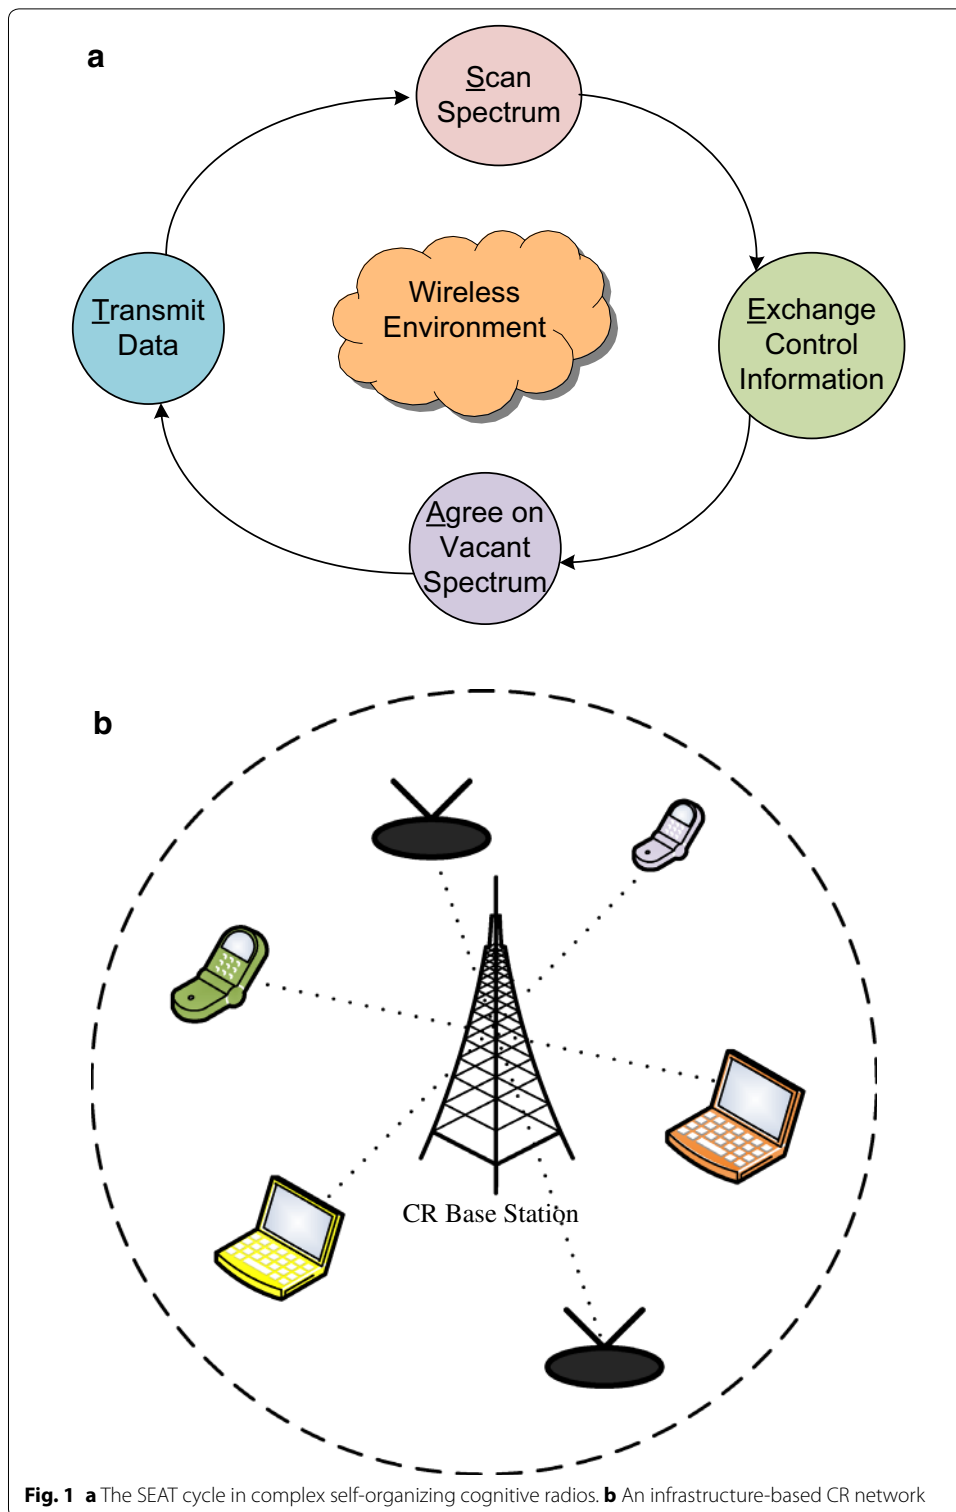 a
Scan
Spectrum
Wireless
Environment
Transmit
Data
Exchange
Control
Information
Agree on
Vacant
Spectrum
b
CR Base Station
Fig. 1 a The SEAT cycle in complex self-organizing cognitive radios. b An infrastructure-based CR network